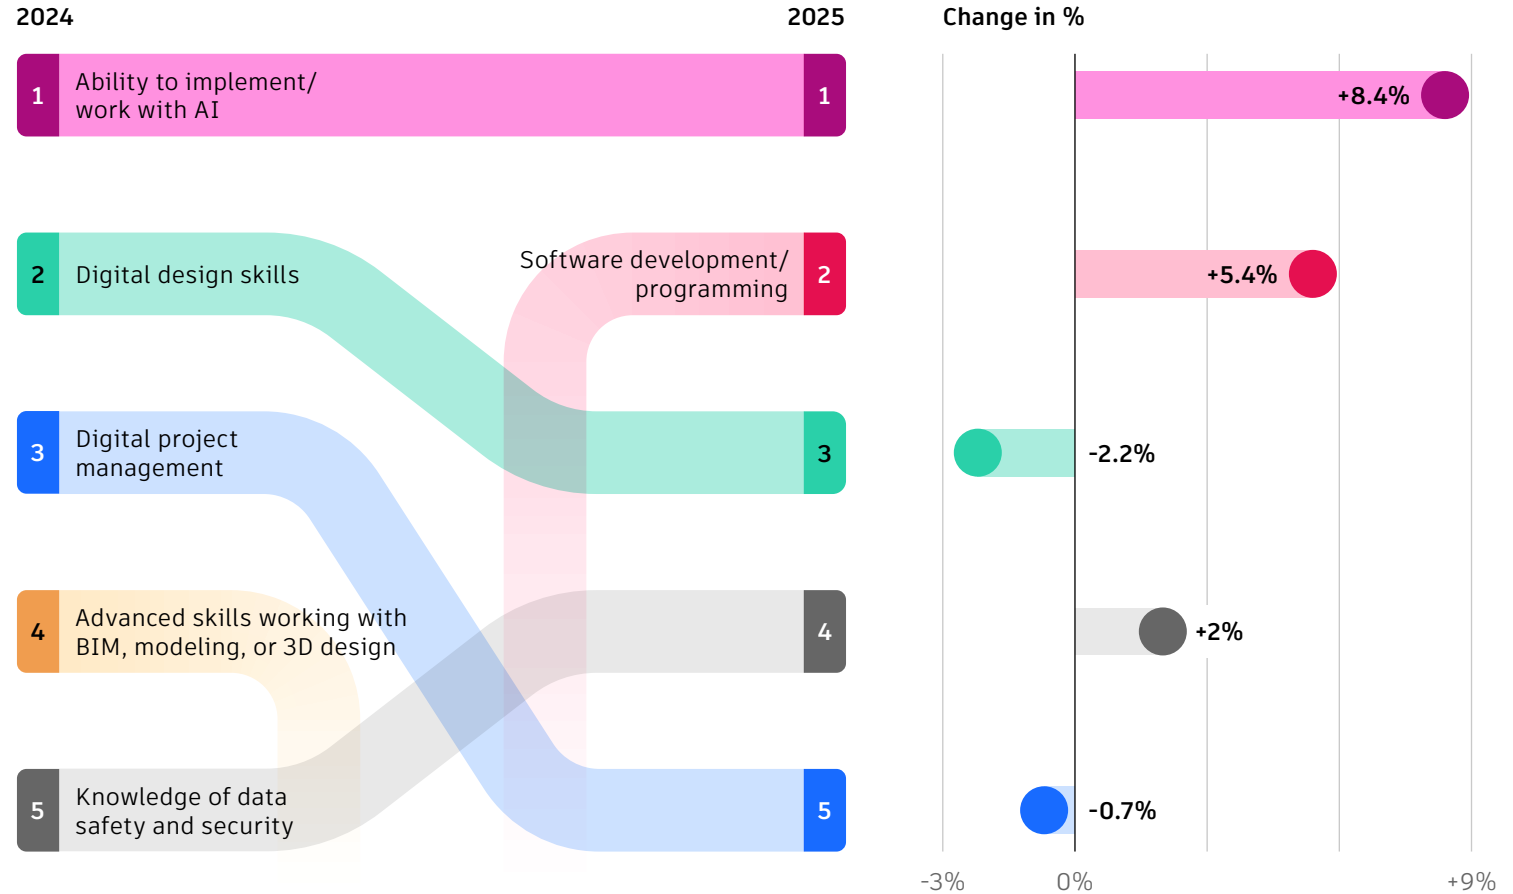 2024
2025
Change in %
1
Ability to implement/
work with AI
1
+8.4%
2
Digital design skills
Software development/
programming
2
+5.4%
3
Digital project
management
3
-2.2%
4
Advanced skills working with
BIM, modeling, or 3D design
4
+2%
5
Knowledge of data
safety and security
5
-0.7%
-3%
0%
+9%